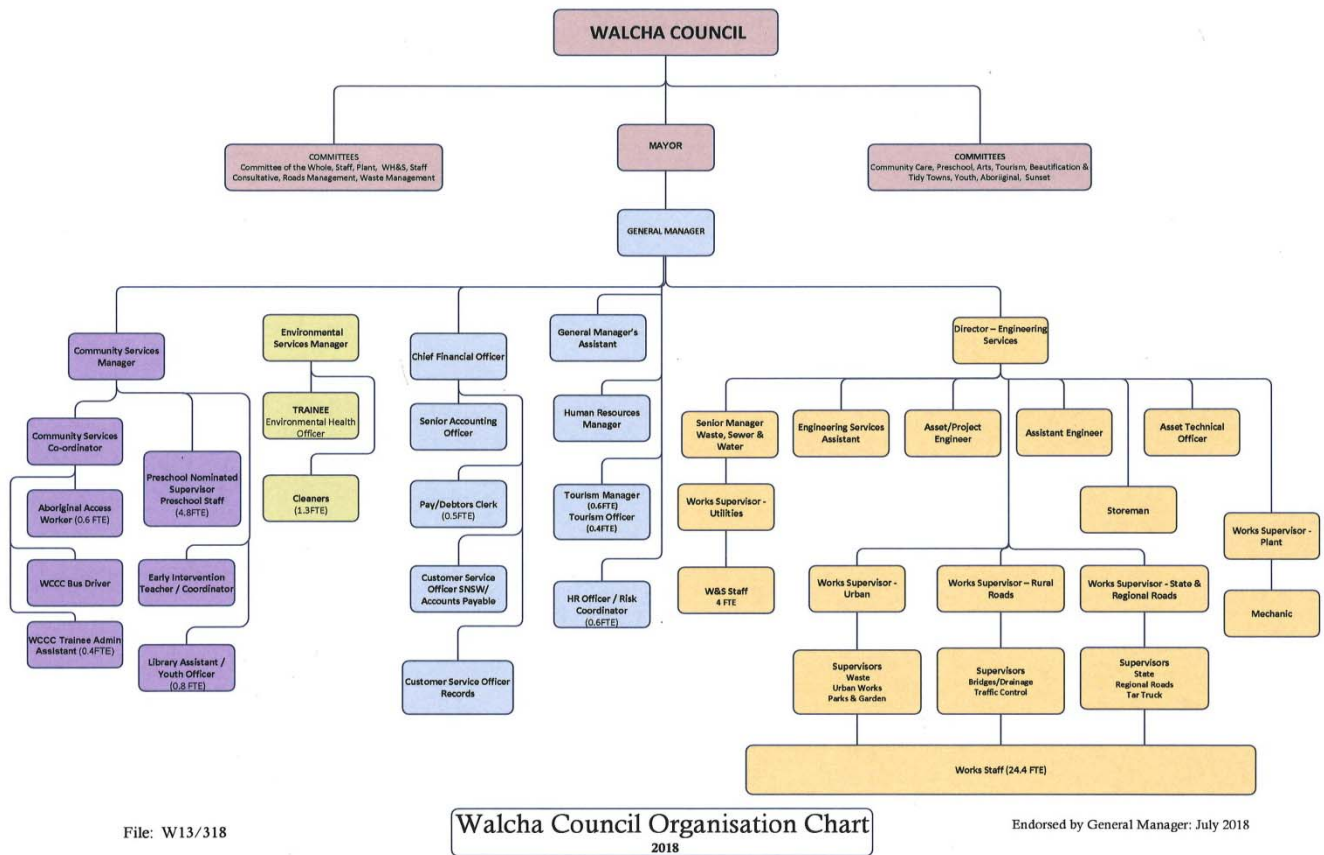 WALCHA COUNCIL
COMMITTEES
Committee of the Whole, Staff, Plant, WH&S, Staff
Consultative, Roads Management, Waste Management
MAYOR
COMMITTEES
Community Care, Preschool, Arts, Tourism, Beautification &
Tidy Towns, Youth, Aboriiginal, Sunset
GENERAL MANAGER
Community Services
Manager
Environmental
Services Manager
Chief Financial Officer
General Manager's
Assistant
Director – Engineering
Services
Community Services
Co-ordinator
Preschool Nominated
Supervisor
Preschool Staff
(4.8FTE)
Aboriginal Access
Worker (0.6 FTE)
WCCC Bus Driver
Early Intervention
Teacher / Coordinator
WCCC Trainee Admin
Assistant (0.4FTE)
Library Assistant /
Youth Officer
(0.8 FTE)
TRAINEE
Environmental Health
Officer
Cleaners
(1.3FTE)
Senior Accounting
Officer
Pay/Debtors Clerk
(0.5FTE)
Customer Service
Officer SNSW/
Accounts Payable
Customer Service Officer
Records
Human Resources
Manager
Tourism Manager
(0.6FTE)
Tourism Officer
(0.4FTE)
HR Officer / Risk
Coordinator
(0.6FTE)
Senior Manager
Waste, Sewer &
Water
Engineering Services
Assistant
Asset/Project
Engineer
Assistant Engineer
Asset Technical
Officer
Works Supervisor -
Utilities
W&S Staff
4 FTE
Storeman
Works Supervisor -
Plant
Mechanic
Works Supervisor -
Urban
Works Supervisor – Rural
Roads
Works Supervisor - State &
Regional Roads
Supervisors
Waste
Urban Works
Parks & Garden
Supervisors
Bridges/Drainage
Traffic Control
Supervisors
State
Regional Roads
Tar Truck
Works Staff (24.4 FTE)
File: W13/318
Walcha Council Organisation Chart
2018
Endorsed by General Manager: July 2018